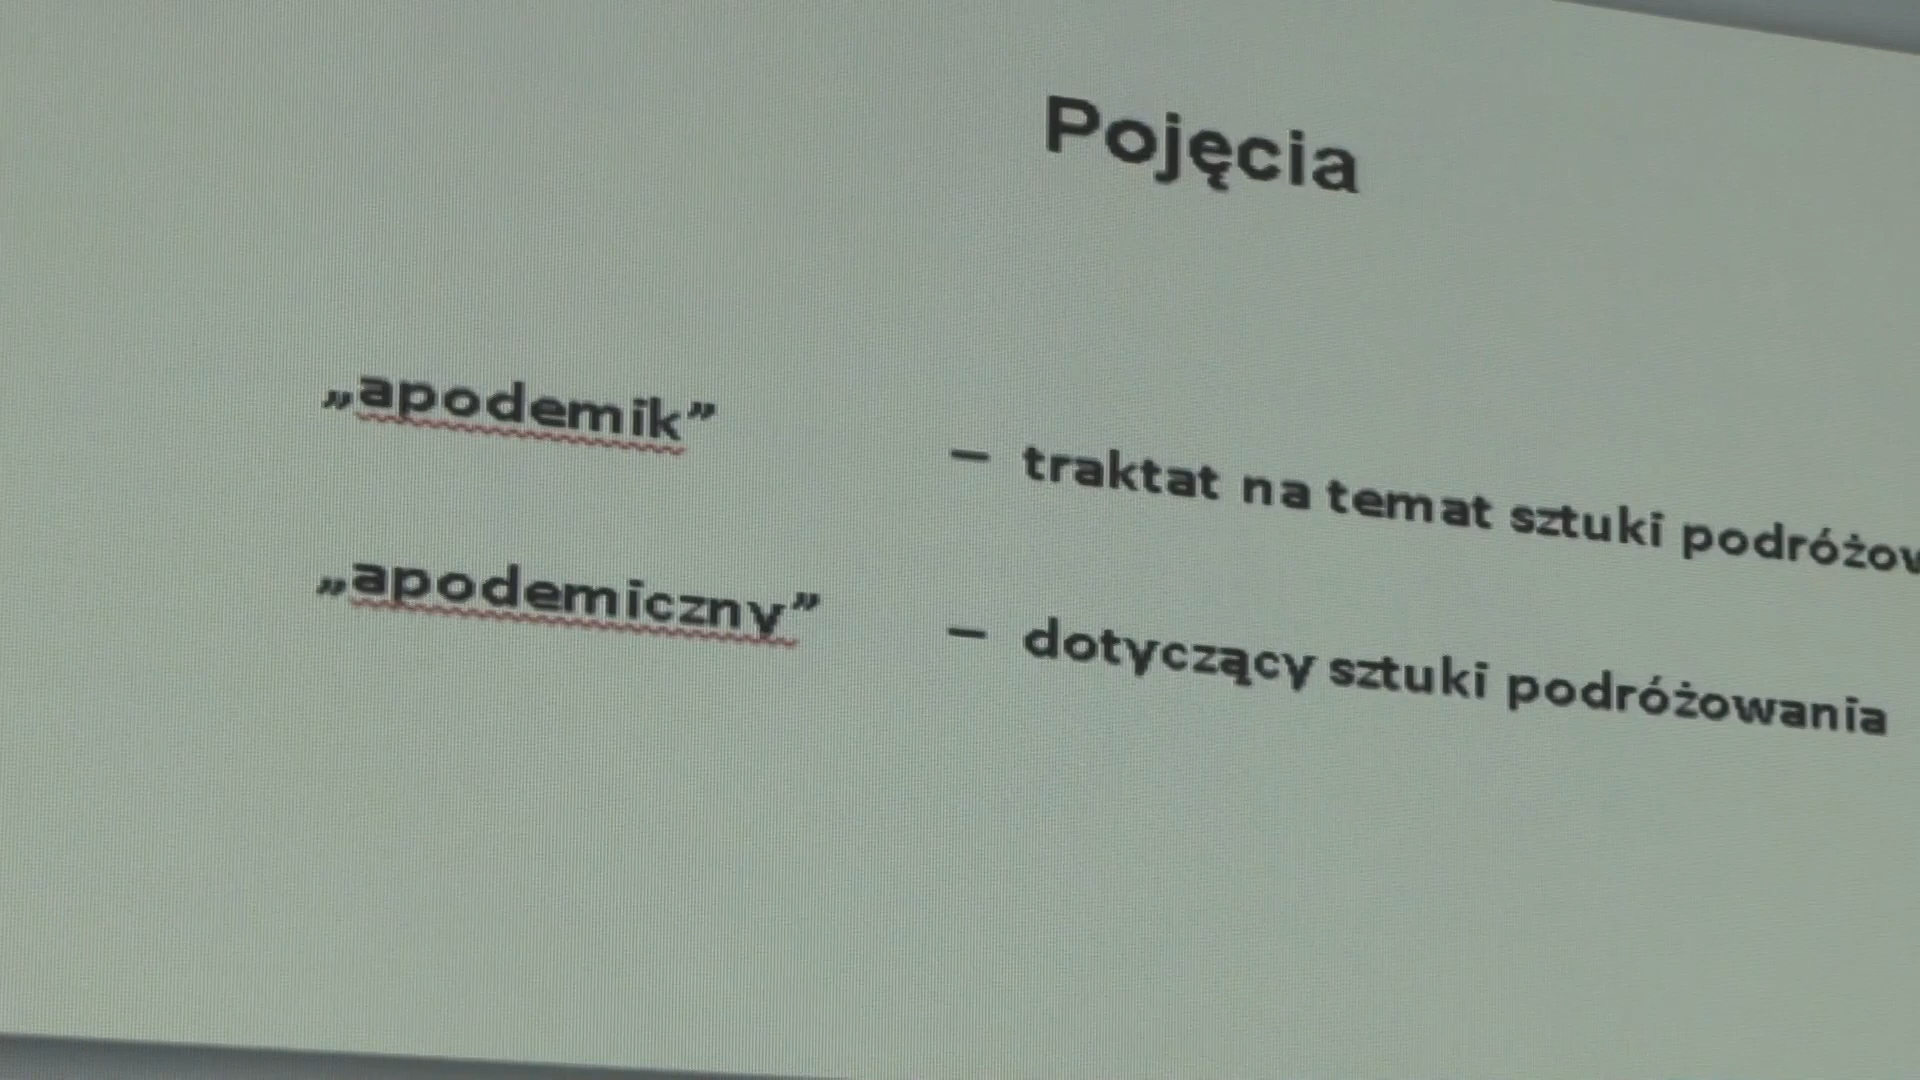 Pojęcia
„apodemik” – traktat na temat sztuki
„apodemiczny” – dotyczący sztuki podróżowania